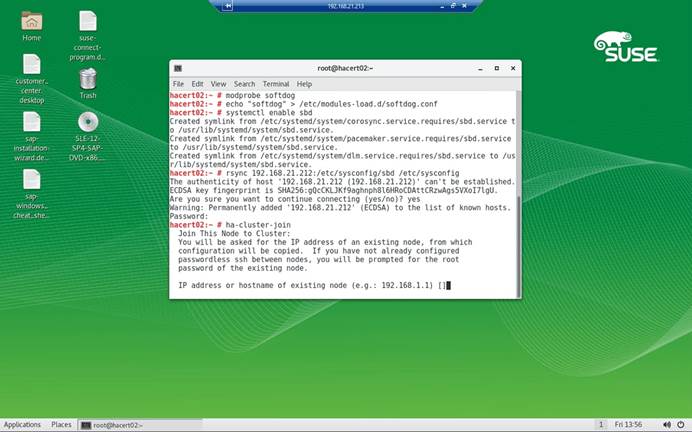 192.168.21.213
Home
suse-
connect-
program.d...
customer_
center.
desktop
Trash
sap-
installation-
wizard.de...
SLE-12-
SP4-SAP-
DVD-x86....
sap-
windows_
cheat_she...
SUSE
root@hacert02:~
File Edit View Search Terminal Help
hacert02:~ # modprobe softdog
hacert02:~ # echo "softdog" > /etc/modules-load.d/softdog.conf
hacert02:~ # systemctl enable sbd
Created symlink from /etc/systemd/system/corosync.service.requires/sbd.service t
o /usr/lib/systemd/system/sbd.service.
Created symlink from /etc/systemd/system/pacemaker.service.requires/sbd.service
to /usr/lib/systemd/system/sbd.service.
Created symlink from /etc/systemd/system/dlm.service.requires/sbd.service to /us
r/lib/systemd/system/sbd.service.
hacert02:~ # rsync 192.168.21.212:/etc/sysconfig/sbd /etc/sysconfig
The authenticity of host '192.168.21.212 (192.168.21.212)' can't be established.
ECDSA key fingerprint is
Are you sure you want to continue connecting (yes/no)? yes
Warning: Permanently added '192.168.21.212' (ECDSA) to the list of known hosts.
Password:
hacert02:~ # ha-cluster-join
Join This Node to Cluster:
You will be asked for the IP address of an existing node, from which
configuration will be copied. If you have not already configured
passwordless ssh between nodes, you will be prompted for the root
password of the existing node.
IP address or hostname of existing node (e.g.: 192.168.1.1) []
Applications Places root@hacert02:~ 1 Fri 13:56